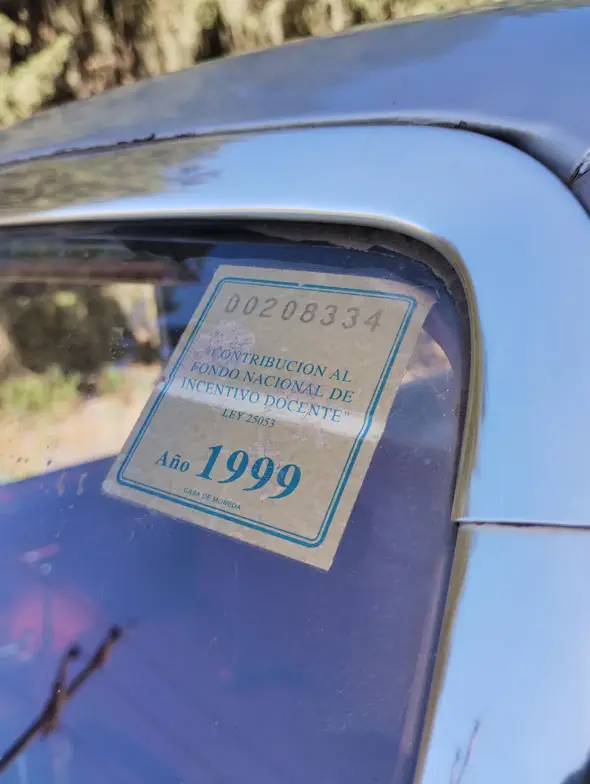 00208334
"CONTRIBUCION AL
FONDO NACIONAL DE
INCENTIVO DOCENTE"
LEY 25053
Año 1999
CASA DE MONEDA